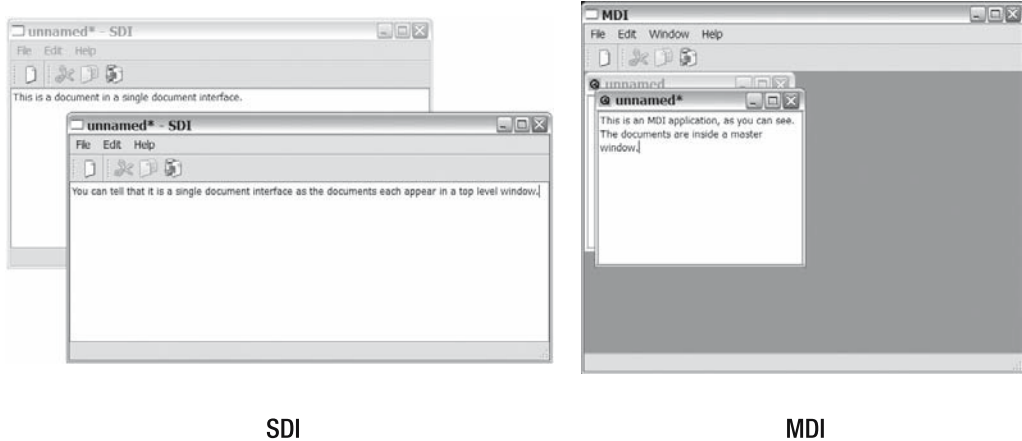 unnamed* - SDI
File Edit Help
This is a document in a single document interface.
unnamed* - SDI
File Edit Help
You can tell that it is a single document interface as the documents each appear in a top level window.
SDI
MDI
File Edit Window Help
unnamed
unnamed*
This is an MDI application, as you can see.
The documents are inside a master
window.
MDI